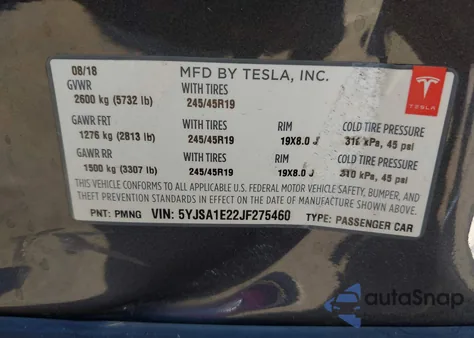 08/18 MFD BY TESLA, INC.
GVWR WITH TIRES
2600 kg (5732 lb) 245/45R19
TESLA
GAWR FRT WITH TIRES RIM COLD TIRE PRESSURE
1276 kg (2813 lb) 245/45R19 19X8.0 J 310 kPa, 45 psi
GAWR RR WITH TIRES RIM COLD TIRE PRESSURE
1500 kg (3307 lb) 245/45R19 19X8.0 J 310 kPa, 45 psi
THIS VEHICLE CONFORMS TO ALL APPLICABLE U.S. FEDERAL MOTOR VEHICLE SAFETY, BUMPER, AND
THEFT PREVENTION STANDARDS IN EFFECT ON THE DATE OF MANUFACTURE SHOWN ABOVE.
PNT: PMNG VIN: 5YJSA1E22JF275460 TYPE: PASSENGER CAR
autoSnap